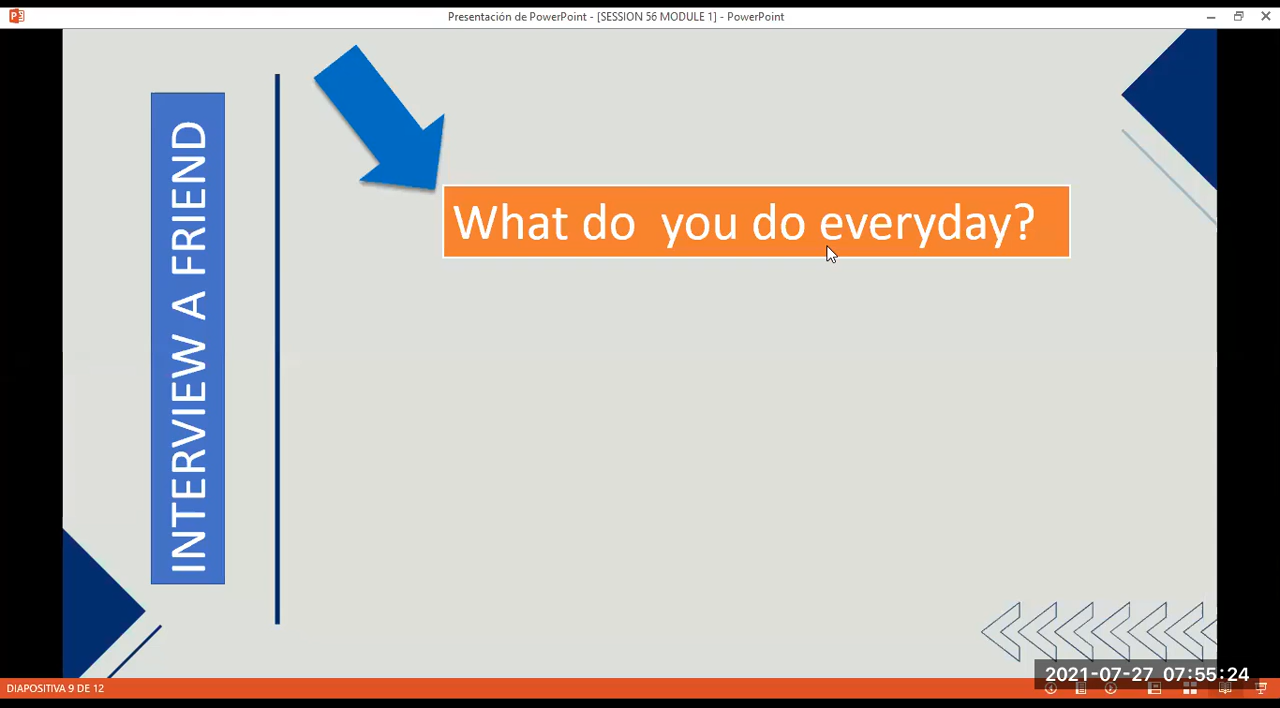 Presentación de PowerPoint - [SESSION 56 MODULE 1] - PowerPoint
INTERVIEW A FRIEND
What do  you do everyday?
2021-07-27 07:55:24
DIAPOSITIVA 9 DE 12